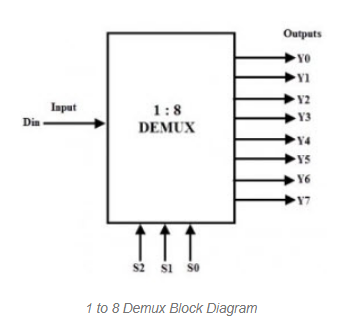 Outputs
Y0
Y1
Y2
Y3
Y4
Y5
Y6
Y7
Input
Din
1 : 8
DEMUX
S2 S1 S0
1 to 8 Demux Block Diagram